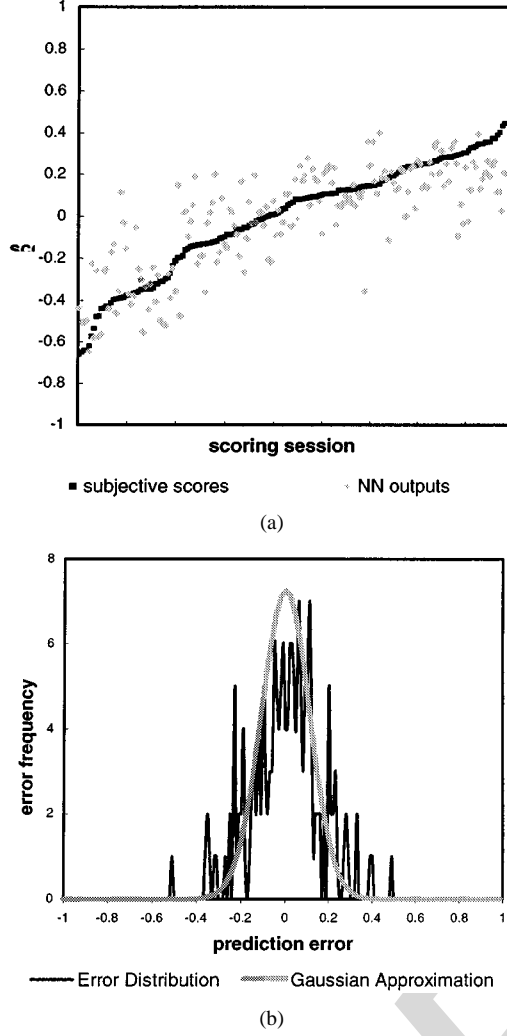 1
0.8
0.6
0.4
0.2
0
-0.2
-0.4
-0.6
-0.8
-1
scoring session
subjective scores
NN outputs
(a)
8
6
4
2
0
error frequency
-1 -0.8 -0.6 -0.4 -0.2 0 0.2 0.4 0.6 0.8 1
prediction error
Error Distribution
Gaussian Approximation
(b)